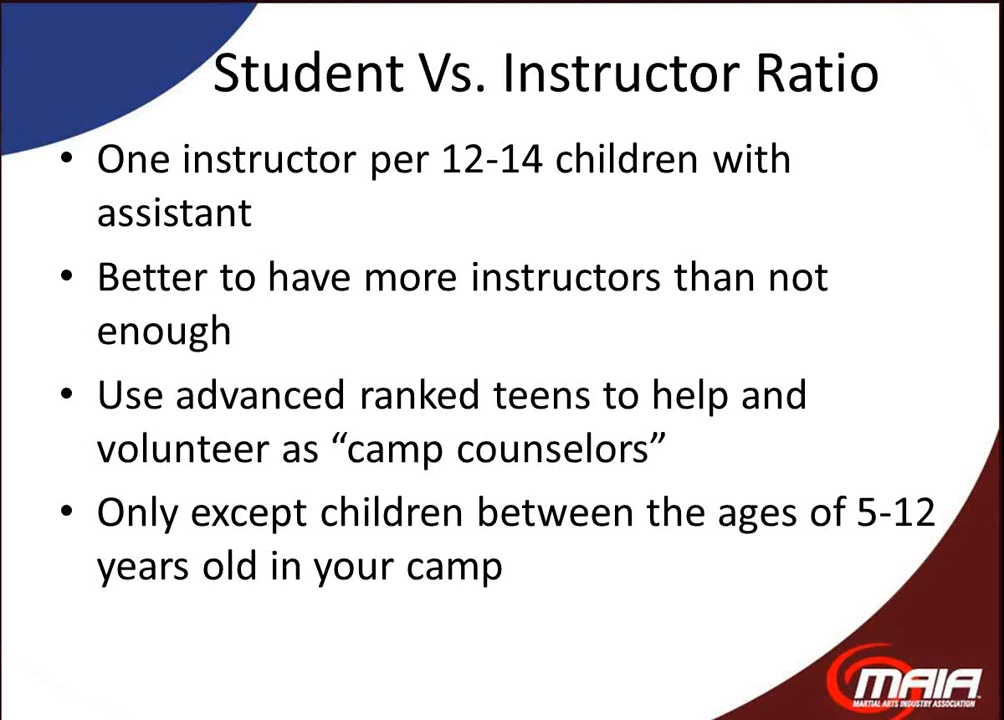 Student Vs. Instructor Ratio
• One instructor per 12-14 children with
assistant
• Better to have more instructors than not
enough
• Use advanced ranked teens to help and
volunteer as “camp counselors”
• Only except children between the ages of 5-12
years old in your camp
MAIA
MARTIAL ARTS INDUSTRY ASSOCIATION